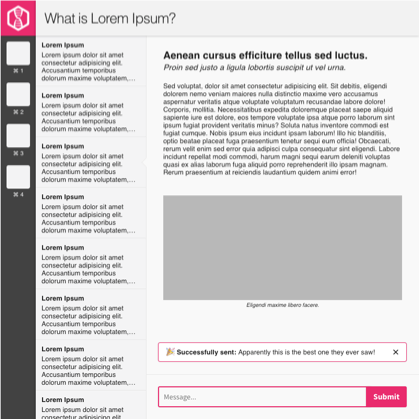 What is Lorem Ipsum?
⌘ 1
⌘ 2
⌘ 3
⌘ 4
Lorem Ipsum
Lorem ipsum dolor sit amet
consectetur adipisicing elit.
Accusantium temporibus
dolorum maxime voluptatem,…
Lorem Ipsum
Lorem ipsum dolor sit amet
consectetur adipisicing elit.
Accusantium temporibus
dolorum maxime voluptatem,…
Lorem Ipsum
Lorem ipsum dolor sit amet
consectetur adipisicing elit.
Accusantium temporibus
dolorum maxime voluptatem,…
Lorem Ipsum
Lorem ipsum dolor sit amet
consectetur adipisicing elit.
Accusantium temporibus
dolorum maxime voluptatem,…
Lorem Ipsum
Lorem ipsum dolor sit amet
consectetur adipisicing elit.
Accusantium temporibus
dolorum maxime voluptatem,…
Lorem Ipsum
Lorem ipsum dolor sit amet
consectetur adipisicing elit.
Accusantium temporibus
dolorum maxime voluptatem,…
Lorem Ipsum
Lorem ipsum dolor sit amet
consectetur adipisicing elit.
Accusantium temporibus
dolorum maxime voluptatem,…
Lorem Ipsum
Lorem ipsum dolor sit amet
Aenean cursus efficiture tellus sed luctus.
Proin sed justo a ligula lobortis suscipit ut vel urna.
Sed voluptat, dolor sit amet consectetur adipisicing elit. Sit debitis, eligendi
dolorem nemo veniam maiores nulla distinctio maxime vero accusamus
aspernatur veritatis atque voluptate voluptatum recusandae labore dolore!
Corporis, mollitia. Necessitatibus expedita doloremque placeat saepe aliquid
sapiente iure est dolore, eos tempore voluptate ipsa atque porro laborum sint
ipsum fugiat provident veritatis minus? Soluta natus inventore commodi est
fugiat cumque. Nobis ipsum eius incidunt ipsam laborum! Illo hic blanditiis,
optio beatae placeat fuga praesentium tenetur sequi eum officia! Obcaecati,
rerum velit enim sed error quia adipisci culpa consequatur sint eligendi. Labore
incidunt repellat modi commodi, harum magni sequi earum deleniti voluptas
quasi ex alias laborum fuga aliquid porro reprehenderit illo ipsam magnam.
Rerum praesentium at reiciendis laudantium quidem animi error!
Eligendi maxime libero facere.
🎉 Successfully sent: Apparently this is the best one they ever saw! ✕
Message... Submit